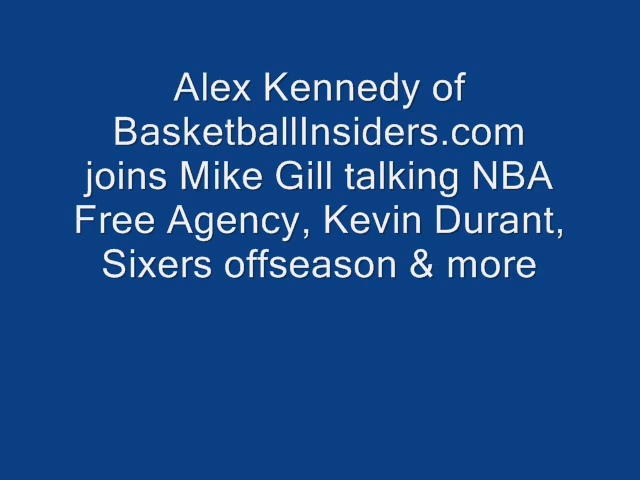 Alex Kennedy of
BasketballInsiders.com
joins Mike Gill talking NBA
Free Agency, Kevin Durant,
Sixers offseason & more